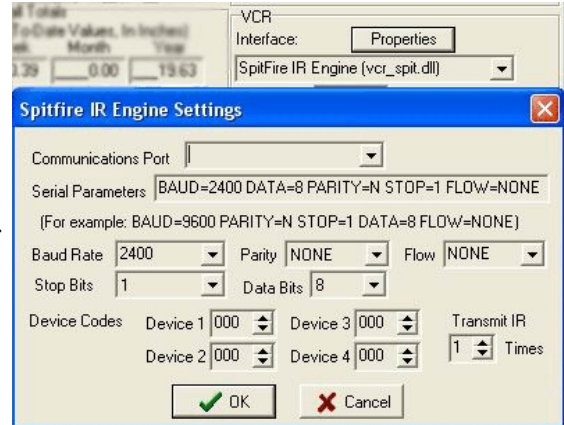 VCR
Totals
To-Date Values, In Inches)
Month Year
Interface: Properties
.39 0.00 19.63
SpitFire IR Engine (vcr_spit.dll)
Spitfire IR Engine Settings
Communications Port
Serial Parameters BAUD=2400 DATA=8 PARITY=N STOP=1 FLOW=NONE
(For example: BAUD=9600 PARITY=N STOP=1 DATA=8 FLOW=NONE)
Baud Rate 2400 Parity NONE Flow NONE
Stop Bits 1 Data Bits 8
Device Codes Device 1 000 Device 3 000 Transmit IR
Device 2 000 Device 4 000 1 Times
OK Cancel